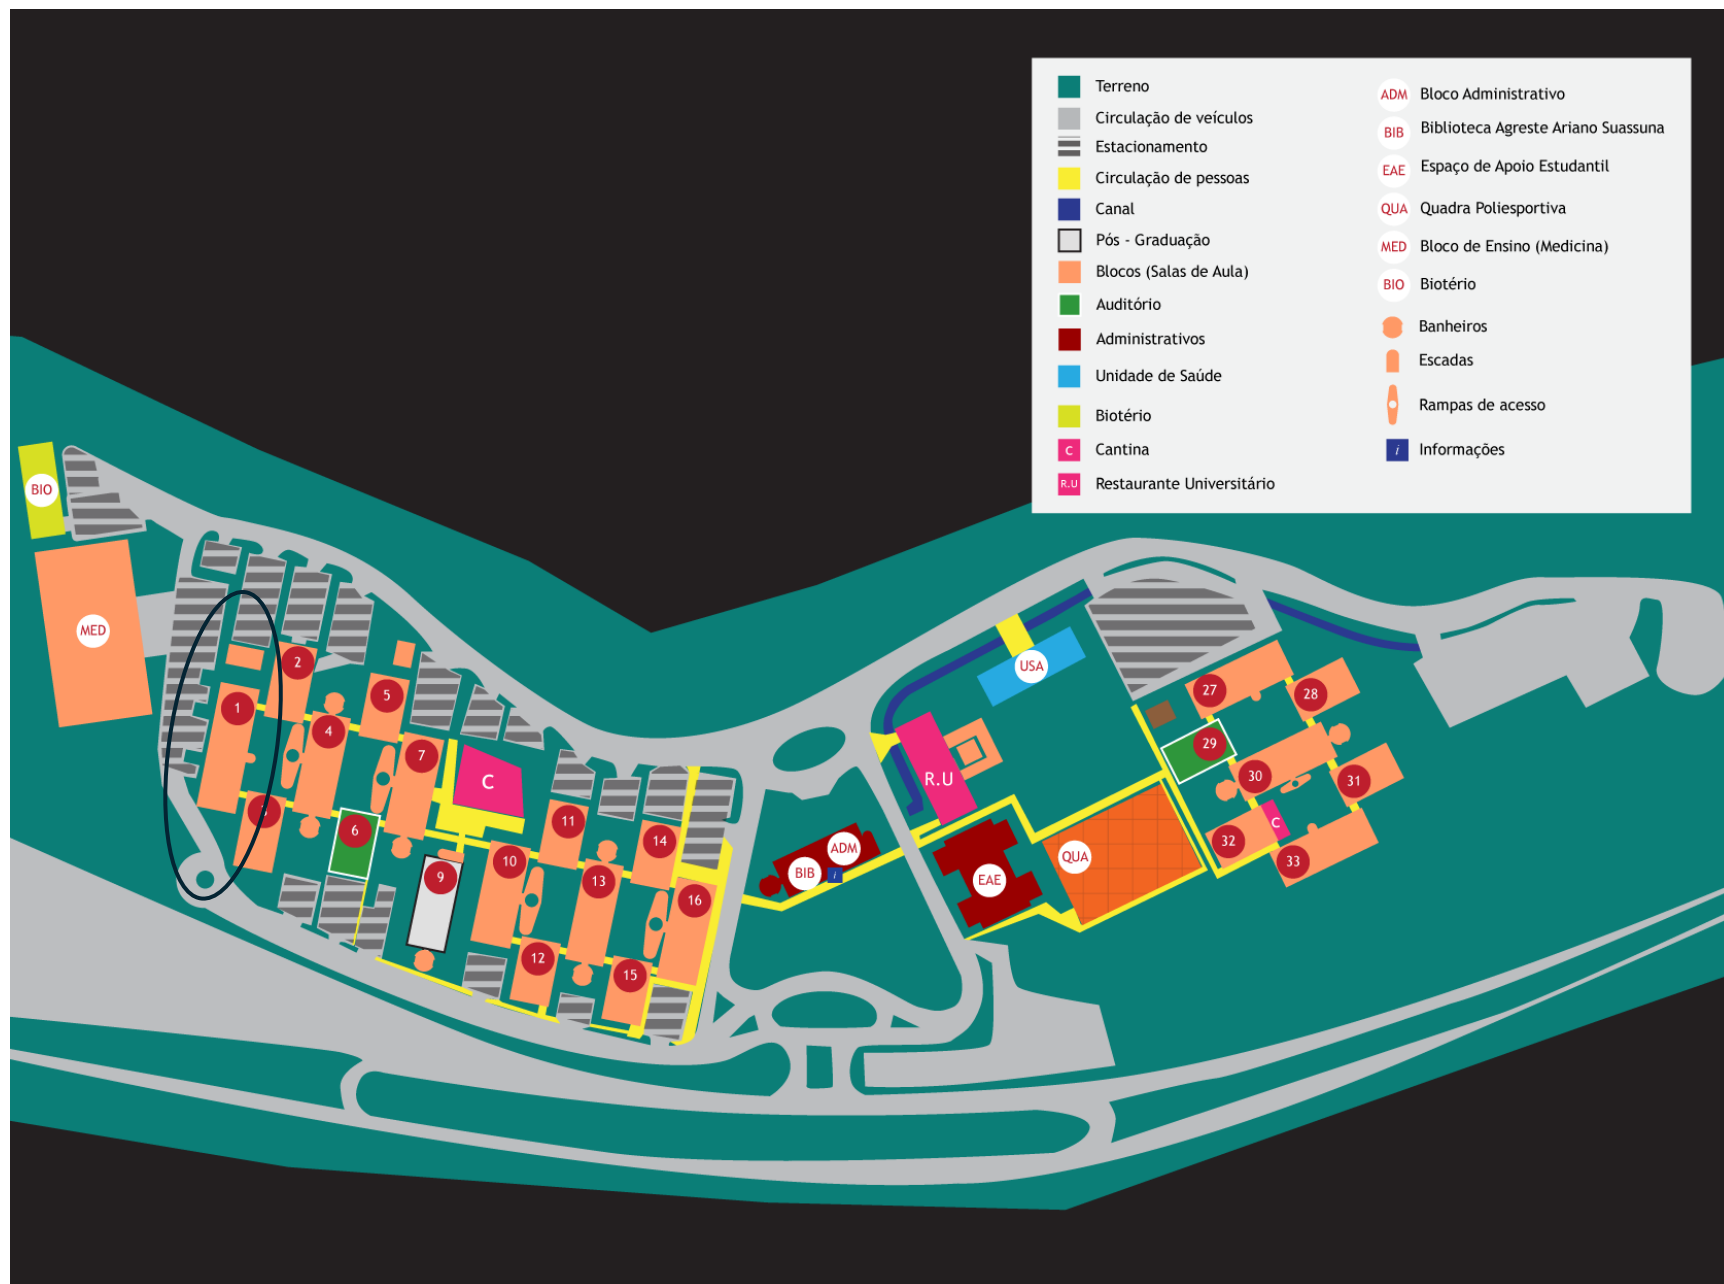 Terreno
Circulação de veículos
Estacionamento
Circulação de pessoas
Canal
Pós - Graduação
Blocos (Salas de Aula)
Auditório
Administrativos
Unidade de Saúde
Biotério
C Cantina
R.U Restaurante Universitário
ADM Bloco Administrativo
BIB Biblioteca Agreste Ariano Suassuna
EAE Espaço de Apoio Estudantil
QUA Quadra Poliesportiva
MED Bloco de Ensino (Medicina)
BIO Biotério
Banheiros
Escadas
Rampas de acesso
i Informações
BIO
MED
1
2
3
4
5
6
7
C
9
10
11
12
13
14
15
16
BIB
ADM
i
R.U
USA
EAE
QUA
27
28
29
30
31
32
C
33